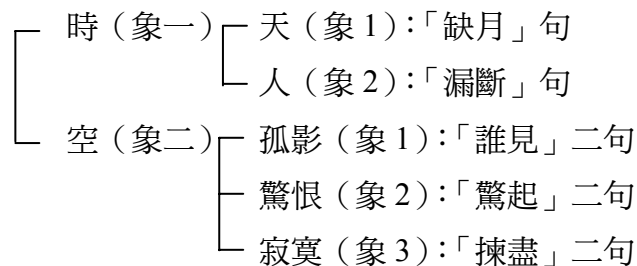 時（象一） 天（象 1）：「缺月」句
人（象 2）：「漏斷」句
空（象二） 孤影（象 1）：「誰見」二句
驚恨（象 2）：「驚起」二句
寂寞（象 3）：「揀盡」二句